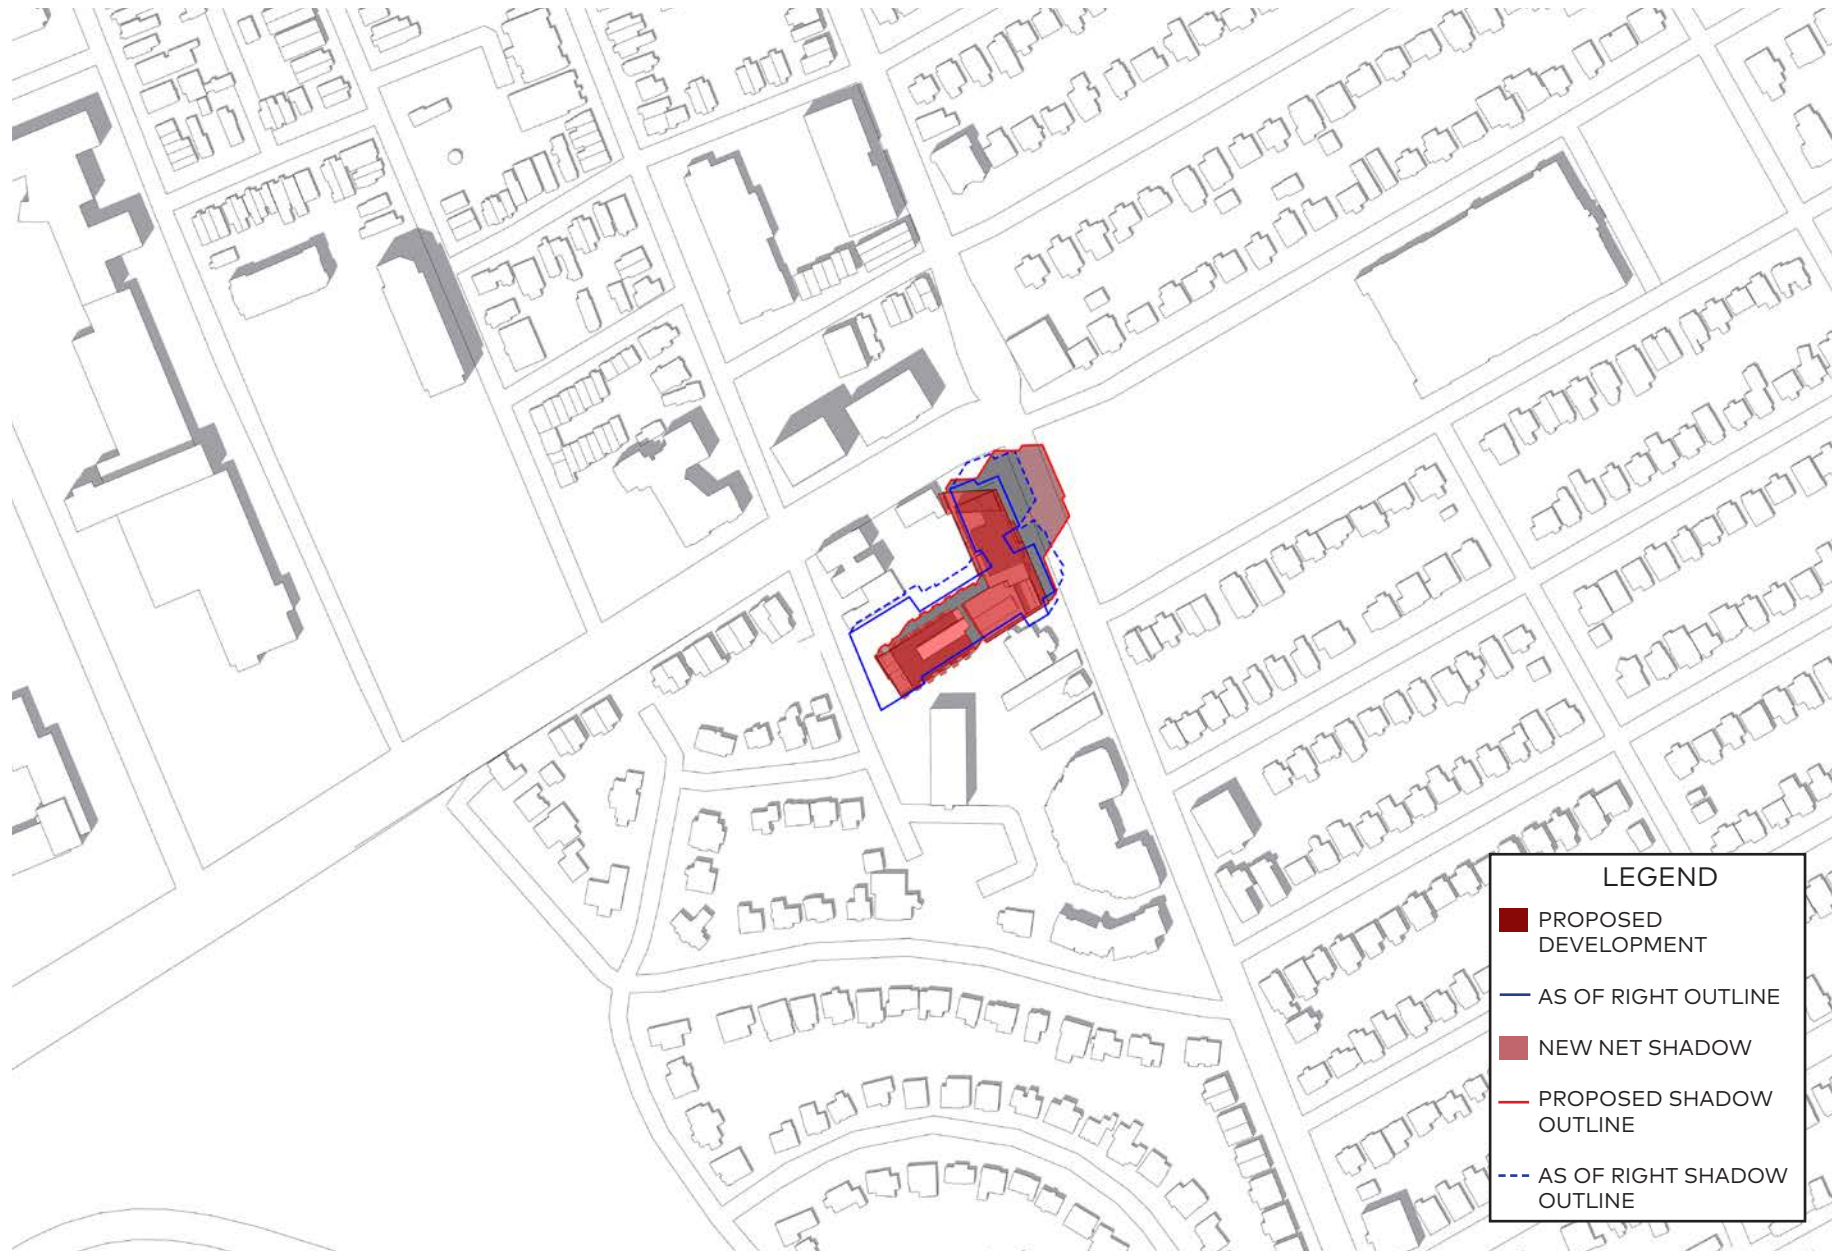 LEGEND
PROPOSED
DEVELOPMENT
AS OF RIGHT OUTLINE
NEW NET SHADOW
PROPOSED SHADOW
OUTLINE
AS OF RIGHT SHADOW
OUTLINE